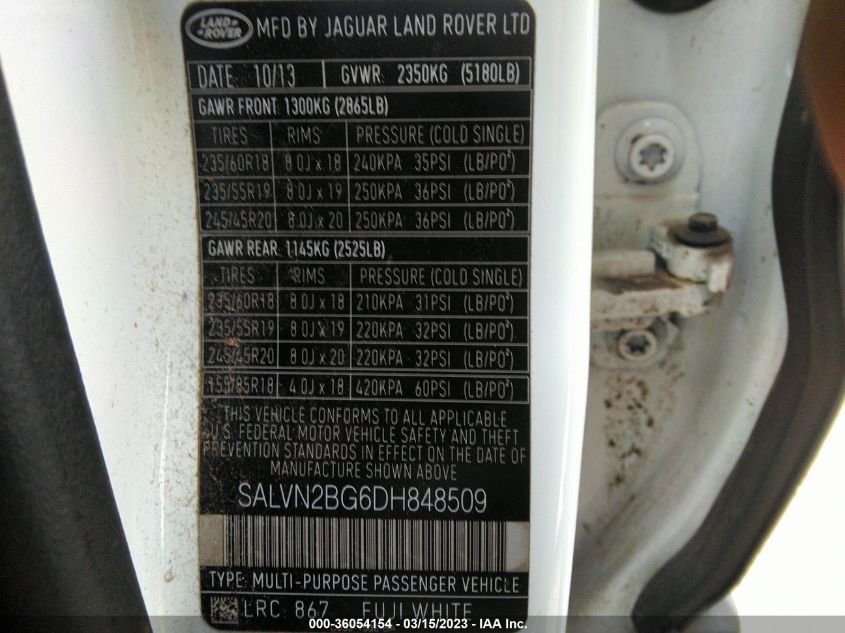 LAND ROVER MFD BY JAGUAR LAND ROVER LTD
DATE 10/13 GVWR 2350KG (5180LB)
GAWR FRONT 1300KG (2865LB)
TIRES RIMS PRESSURE (COLD SINGLE)
235/60R18 8.0J x 18 240KPA 35PSI (LB/PO²)
235/55R19 8.0J x 19 250KPA 36PSI (LB/PO²)
245/45R20 8.0J x 20 250KPA 36PSI (LB/PO²)
GAWR REAR 1145KG (2525LB)
TIRES RIMS PRESSURE (COLD SINGLE)
235/60R18 8.0J x 18 210KPA 31PSI (LB/PO²)
235/55R19 8.0J x 19 220KPA 32PSI (LB/PO²)
245/45R20 8.0J x 20 220KPA 32PSI (LB/PO²)
155/85R18 4.0J x 18 420KPA 60PSI (LB/PO²)
THIS VEHICLE CONFORMS TO ALL APPLICABLE
U.S. FEDERAL MOTOR VEHICLE SAFETY AND THEFT
PREVENTION STANDARDS IN EFFECT ON THE DATE OF
MANUFACTURE SHOWN ABOVE
SALVN2BG6DH848509
TYPE: MULTI-PURPOSE PASSENGER VEHICLE
LRC 867 FUJI WHITE
000-36054154 - 03/15/2023 - IAA Inc.